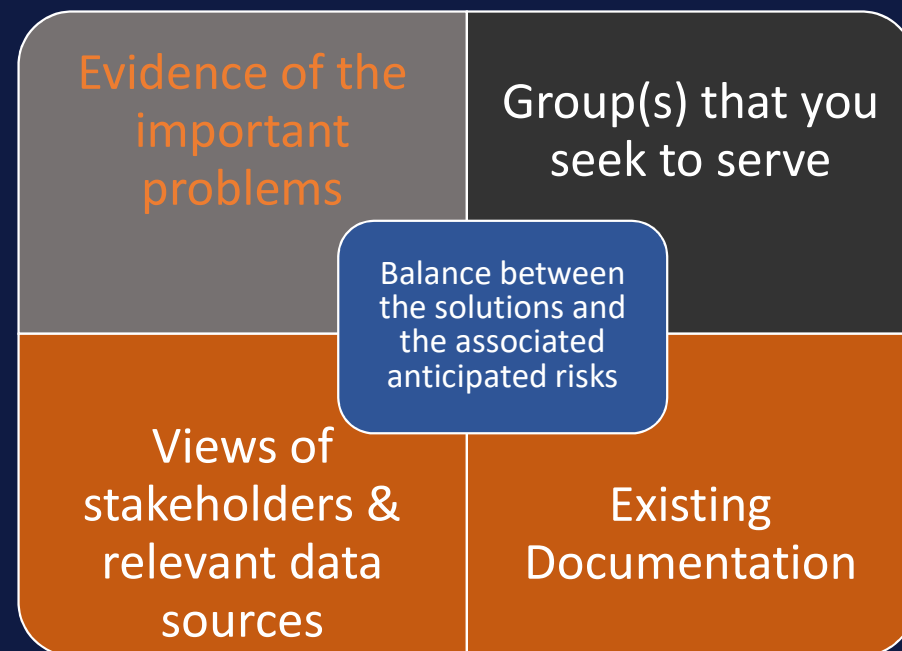 Evidence of the
important
problems
Group(s) that you
seek to serve
Balance between
the solutions and
the associated
anticipated risks
Views of
stakeholders &
relevant data
sources
Existing
Documentation